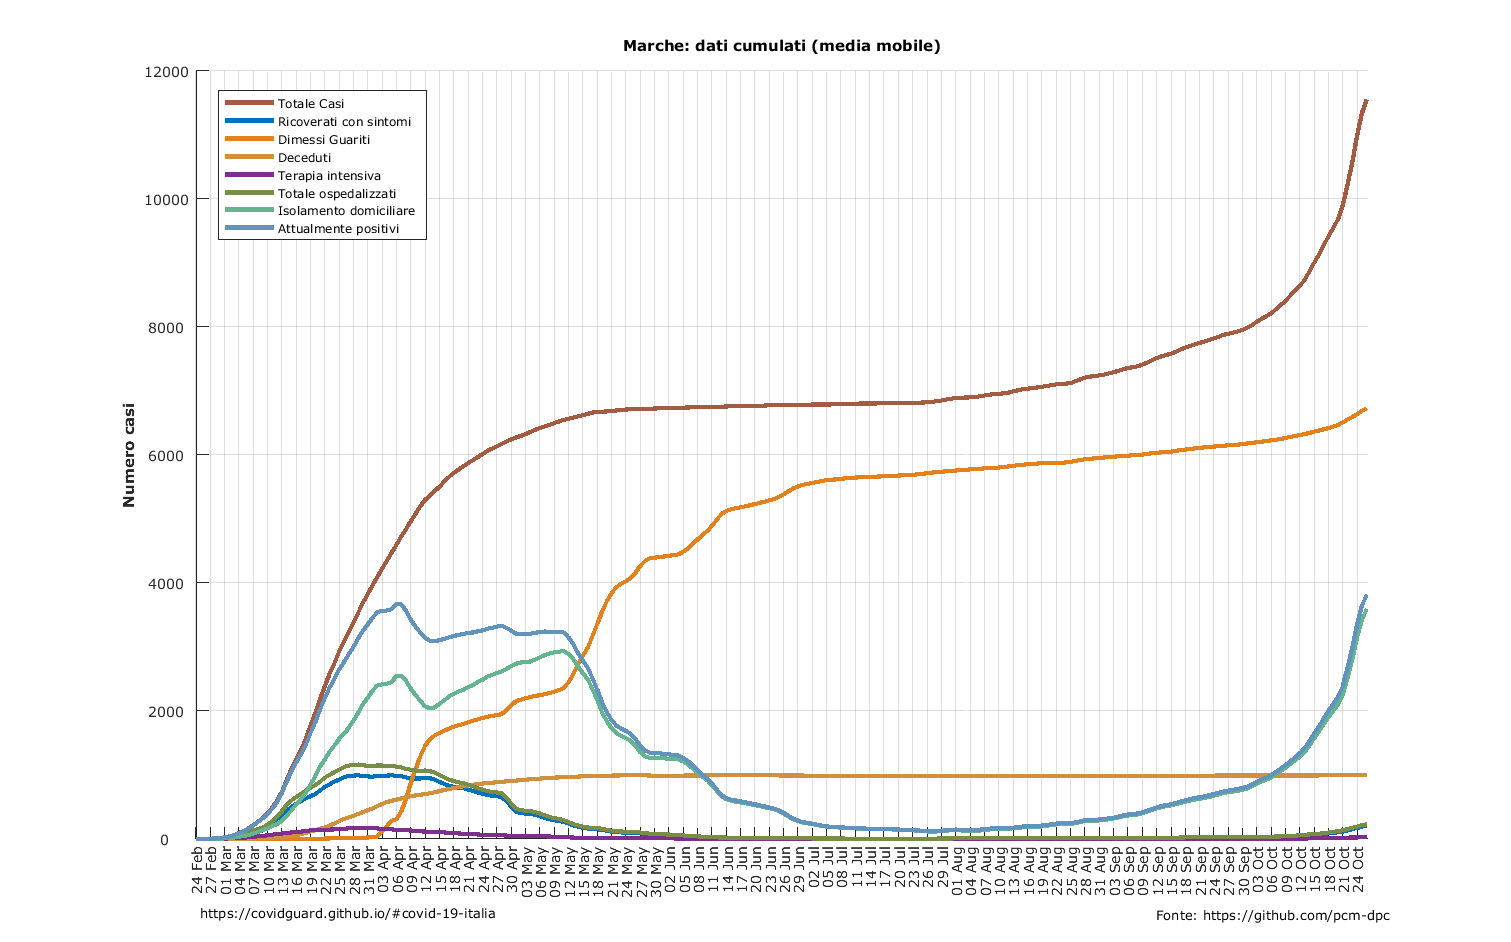 Marche: dati cumulati (media mobile)
12000
10000
8000
6000
4000
2000
0
Numero casi
Totale Casi
Ricoverati con sintomi
Dimessi Guariti
Deceduti
Terapia intensiva
Totale ospedalizzati
Isolamento domiciliare
Attualmente positivi
24 Feb
27 Feb
01 Mar
04 Mar
07 Mar
10 Mar
13 Mar
16 Mar
19 Mar
22 Mar
25 Mar
28 Mar
31 Mar
03 Apr
06 Apr
09 Apr
12 Apr
15 Apr
18 Apr
21 Apr
24 Apr
27 Apr
30 Apr
03 May
06 May
09 May
12 May
15 May
18 May
21 May
24 May
27 May
30 May
02 Jun
05 Jun
08 Jun
11 Jun
14 Jun
17 Jun
20 Jun
23 Jun
26 Jun
29 Jun
02 Jul
05 Jul
08 Jul
11 Jul
14 Jul
17 Jul
20 Jul
23 Jul
26 Jul
29 Jul
01 Aug
04 Aug
07 Aug
10 Aug
13 Aug
16 Aug
19 Aug
22 Aug
25 Aug
28 Aug
31 Aug
03 Sep
06 Sep
09 Sep
12 Sep
15 Sep
18 Sep
21 Sep
24 Sep
27 Sep
30 Sep
03 Oct
06 Oct
09 Oct
12 Oct
15 Oct
18 Oct
21 Oct
24 Oct
https://covidguard.github.io/#covid-19-italia
Fonte: https://github.com/pcm-dpc